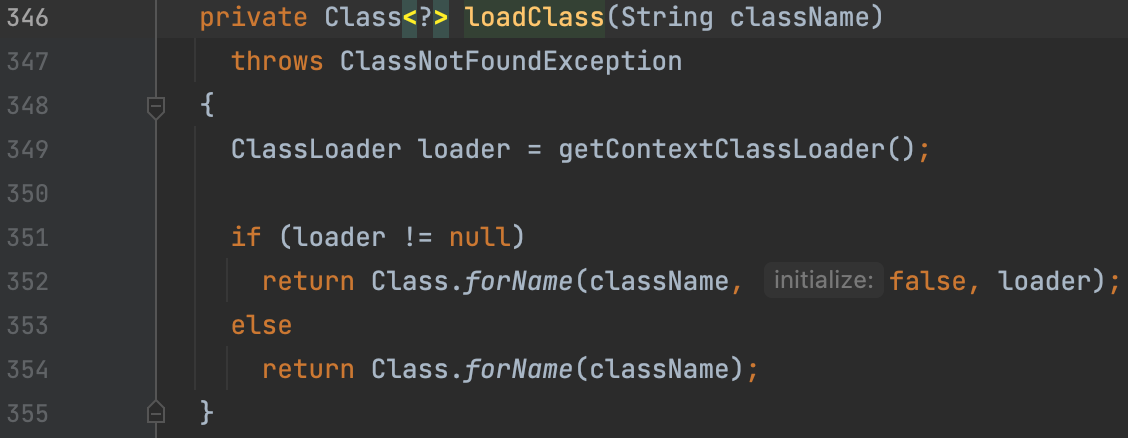 346 private Class<?> loadClass(String className)
347 throws ClassNotFoundException
348 {
349 ClassLoader loader = getContextClassLoader();
350
351 if (loader != null)
352 return Class.forName(className, initialize: false, loader);
353 else
354 return Class.forName(className);
355 }